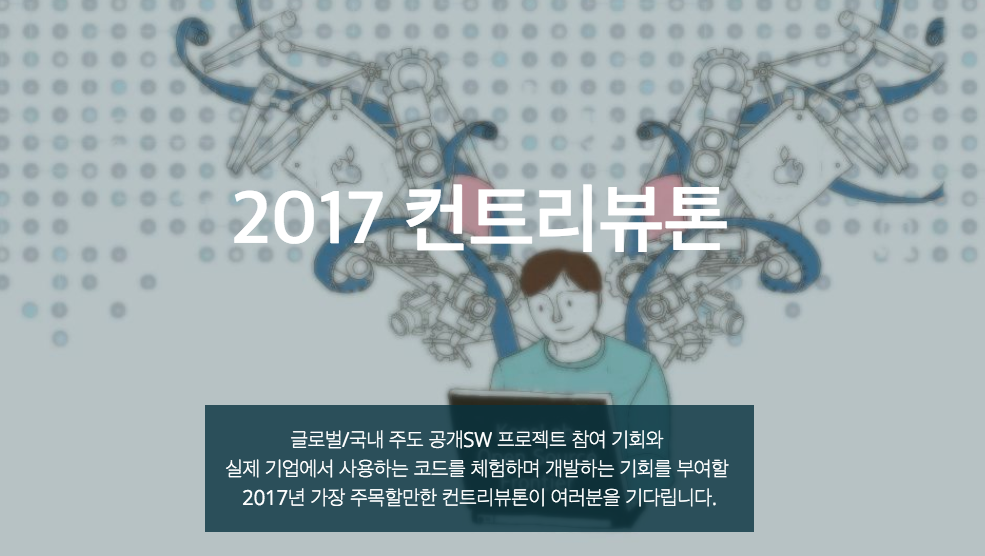 2017 컨트리뷰톤
글로벌/국내 주도 공개SW 프로젝트 참여 기회와
실제 기업에서 사용하는 코드를 체험하며 개발하는 기회를 부여할
2017년 가장 주목할만한 컨트리뷰톤이 여러분을 기다립니다.